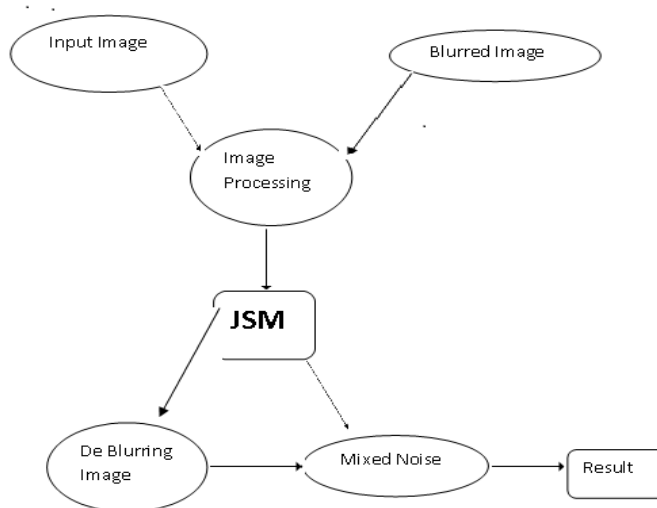 Input Image
Blurred Image
Image
Processing
JSM
De Blurring
Image
Mixed Noise
Result